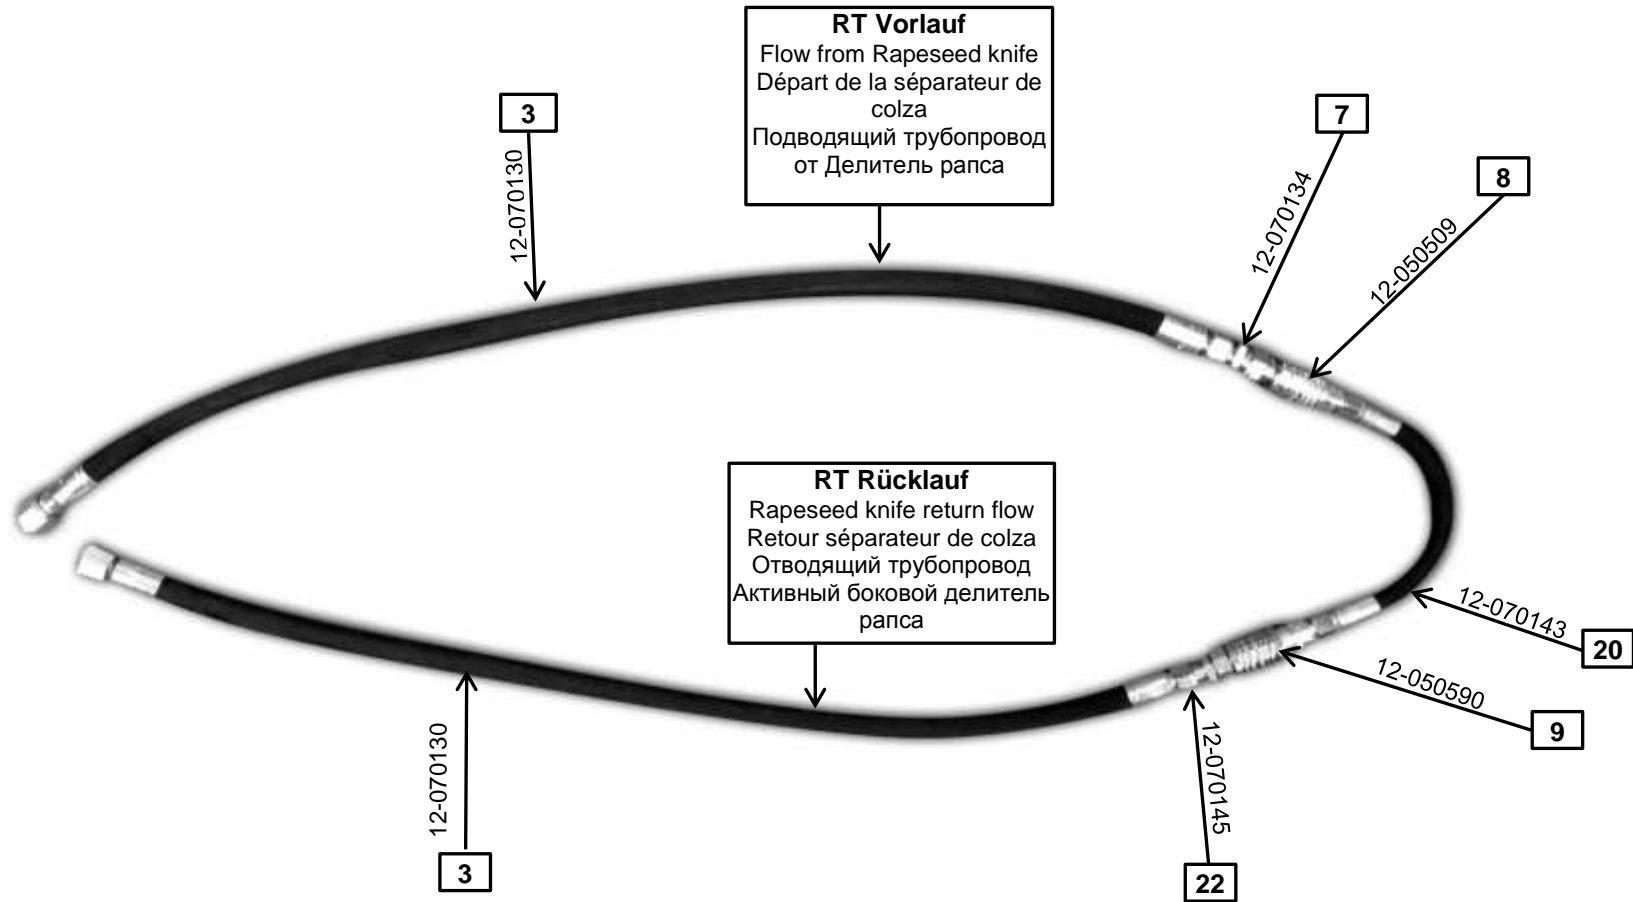 RT Vorlauf
Flow from Rapeseed knife
Départ de la séparateur de
colza
Подводящий трубопровод
от Делитель рапса
3
12-070130
7
12-070134
8
12-050509
RT Rücklauf
Rapeseed knife return flow
Retour séparateur de colza
Отводящий трубопровод
Активный боковой делитель
рапса
12-070143
20
12-050590
9
12-070130
3
12-070145
22